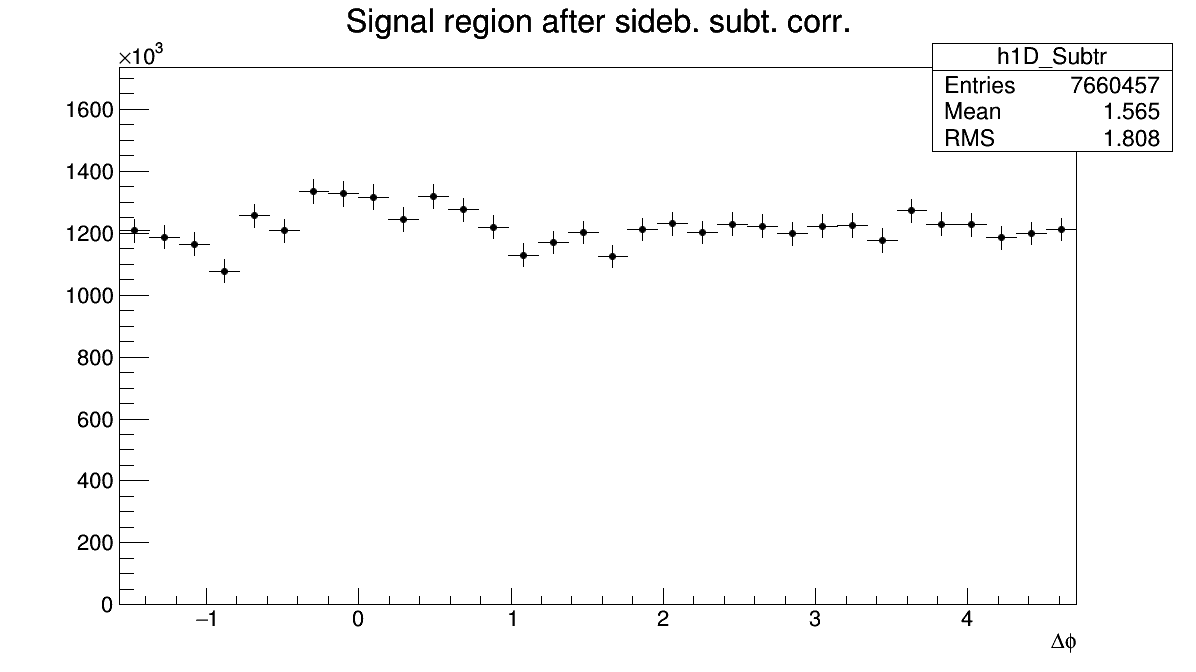 Signal region after sideb. subt. corr.
×10³
h1D_Subtr
Entries 7660457
Mean 1.565
RMS 1.808
1600
1400
1200
1000
800
600
400
200
0
−1 0 1 2 3 4
Δϕ